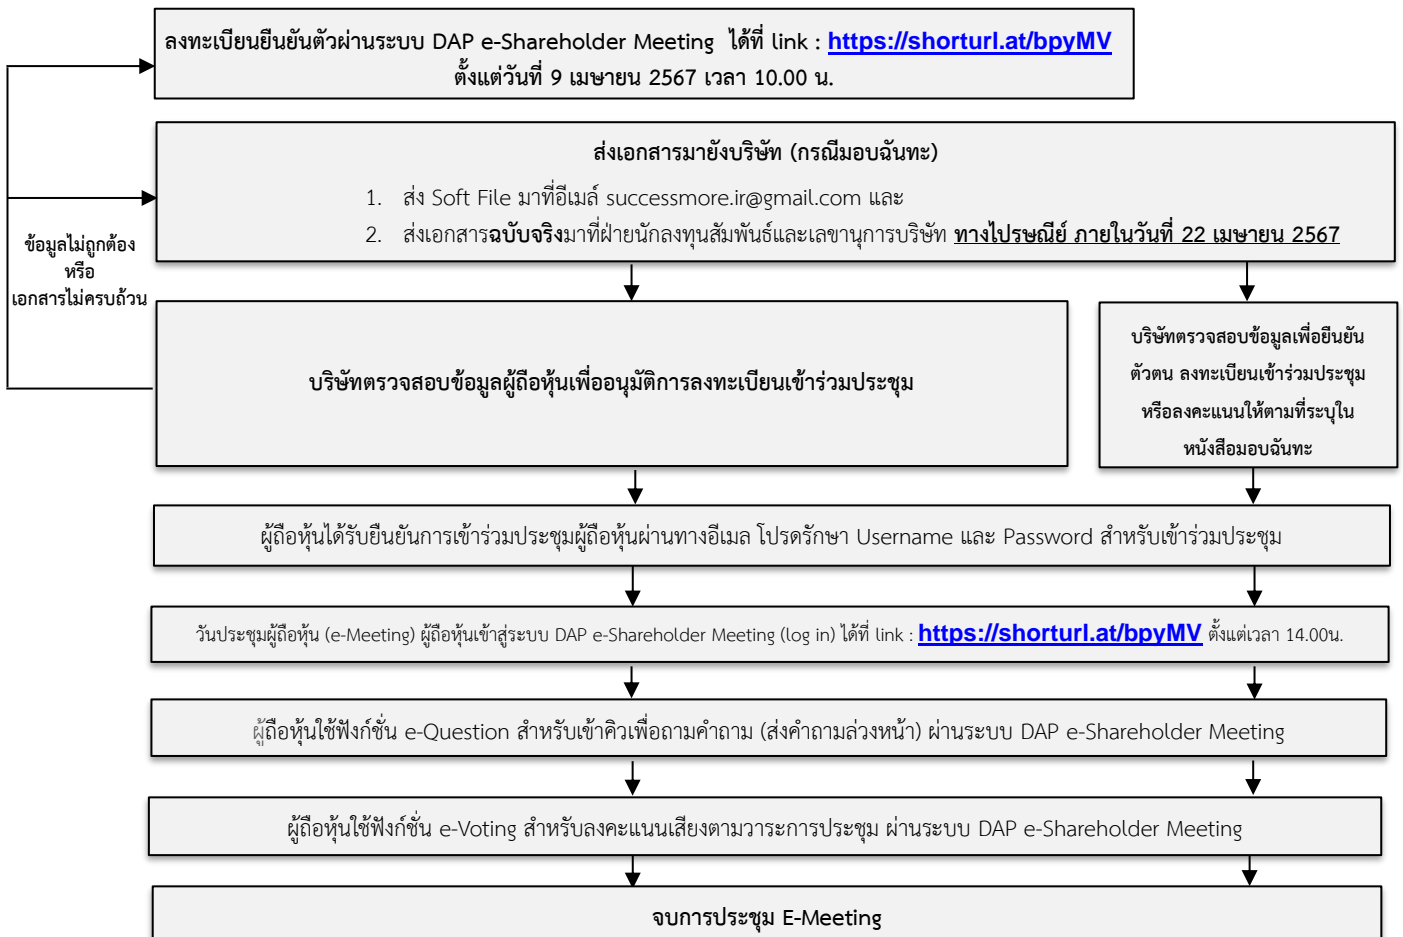 ลงทะเบียนยืนยันตัวผ่านระบบ DAP e-Shareholder Meeting ได้ที่ link : https://shorturl.at/bpyMV
ตั้งแต่วันที่ 9 เมษายน 2567 เวลา 10.00 น.
ส่งเอกสารมายังบริษัท (กรณีมอบฉันทะ)
1. ส่ง Soft File มาที่อีเมล์ successmore.ir@gmail.com และ
2. ส่งเอกสารฉบับจริงมาที่ฝ่ายนักลงทุนสัมพันธ์และเลขานุการบริษัท ทางไปรษณีย์ ภายในวันที่ 22 เมษายน 2567
ข้อมูลไม่ถูกต้อง
หรือ
เอกสารไม่ครบถ้วน
บริษัทตรวจสอบข้อมูลผู้ถือหุ้นเพื่ออนุมัติการลงทะเบียนเข้าร่วมประชุม
บริษัทตรวจสอบข้อมูลเพื่อยืนยัน
ตัวตน ลงทะเบียนเข้าร่วมประชุม
หรือลงคะแนนให้ตามที่ระบุใน
หนังสือมอบฉันทะ
ผู้ถือหุ้นได้รับยืนยันการเข้าร่วมประชุมผู้ถือหุ้นผ่านทางอีเมล โปรดรักษา Username และ Password สำหรับเข้าร่วมประชุม
วันประชุมผู้ถือหุ้น (e-Meeting) ผู้ถือหุ้นเข้าสู่ระบบ DAP e-Shareholder Meeting (log in) ได้ที่ link : https://shorturl.at/bpyMV ตั้งแต่เวลา 14.00น.
ผู้ถือหุ้นใช้ฟังก์ชั่น e-Question สำหรับเข้าคิวเพื่อถามคำถาม (ส่งคำถามล่วงหน้า) ผ่านระบบ DAP e-Shareholder Meeting
ผู้ถือหุ้นใช้ฟังก์ชั่น e-Voting สำหรับลงคะแนนเสียงตามวาระการประชุม ผ่านระบบ DAP e-Shareholder Meeting
จบการประชุม E-Meeting